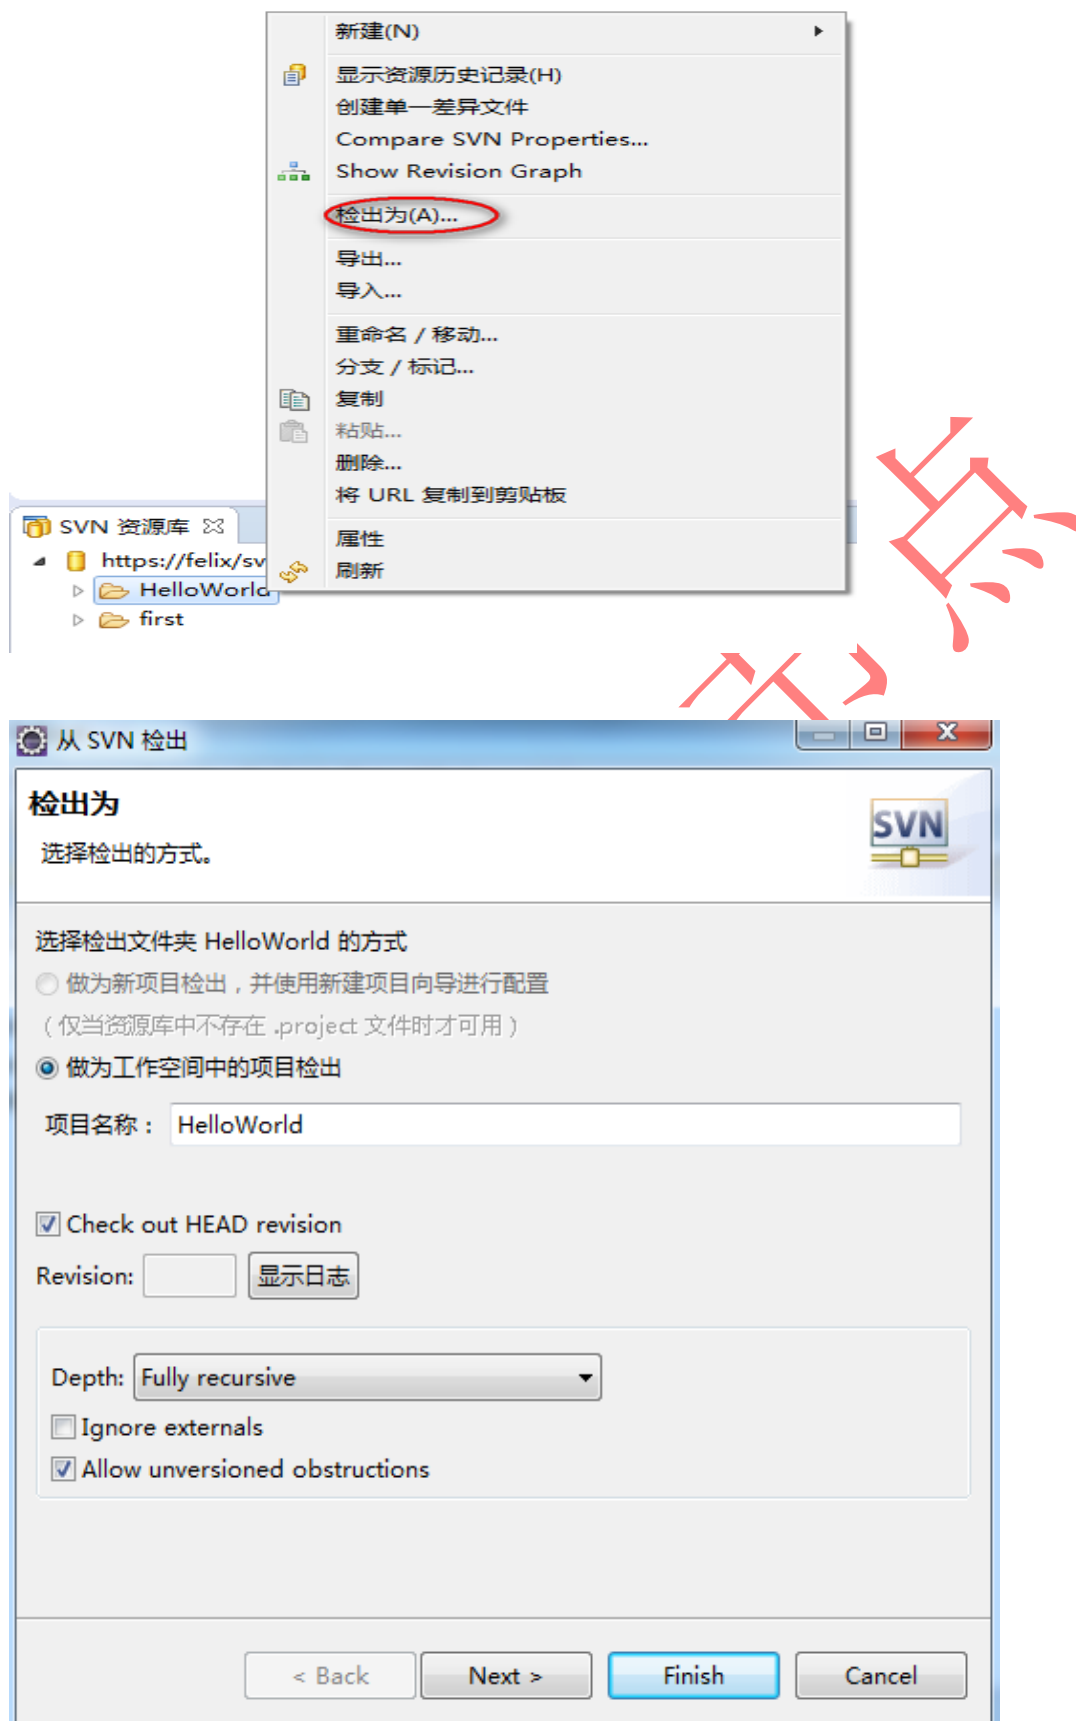 新建(N)
显示资源历史记录(H)
创建单一差异文件
Compare SVN Properties...
Show Revision Graph
检出为(A)...
导出...
导入...
重命名 / 移动...
分支 / 标记...
复制
粘贴...
删除...
将 URL 复制到剪贴板
属性
刷新
SVN 资源库
https://felix/sv
HelloWorld
first
从 SVN 检出
检出为
选择检出的方式。
SVN
选择检出文件夹 HelloWorld 的方式
做为新项目检出，并使用新建项目向导进行配置
（仅当资源库中不存在 .project 文件时才可用）
做为工作空间中的项目检出
项目名称： HelloWorld
Check out HEAD revision
Revision: 显示日志
Depth: Fully recursive
Ignore externals
Allow unversioned obstructions
< Back Next > Finish Cancel